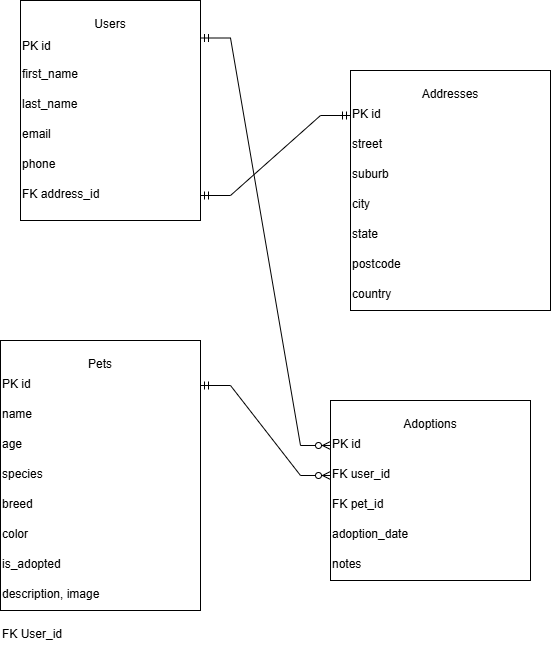 Users
PK id
first_name
last_name
email
phone
FK address_id
Addresses
PK id
street
suburb
city
state
postcode
country
Pets
PK id
name
age
species
breed
color
is_adopted
description, image
FK User_id
Adoptions
PK id
FK user_id
FK pet_id
adoption_date
notes